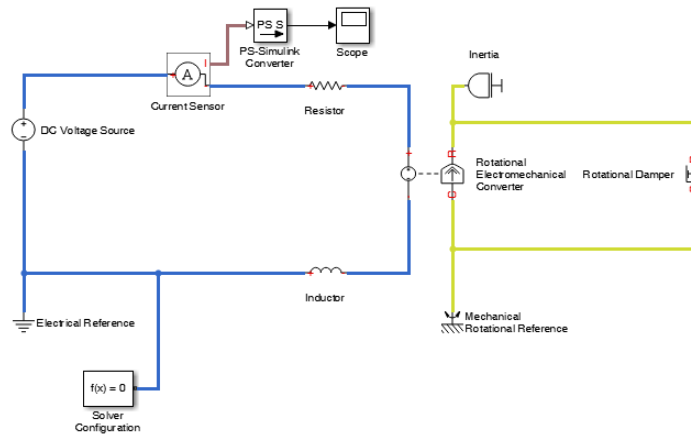 PS S
PS-Simulink
Converter
Scope
I
+
A
-
Current Sensor
+
Resistor
Inertia
+
-
DC Voltage Source
+
-
R
C
Rotational
Electromechanical
Converter
Rotational Damper
+
Inductor
Electrical Reference
Mechanical
Rotational Reference
f(x) = 0
Solver
Configuration